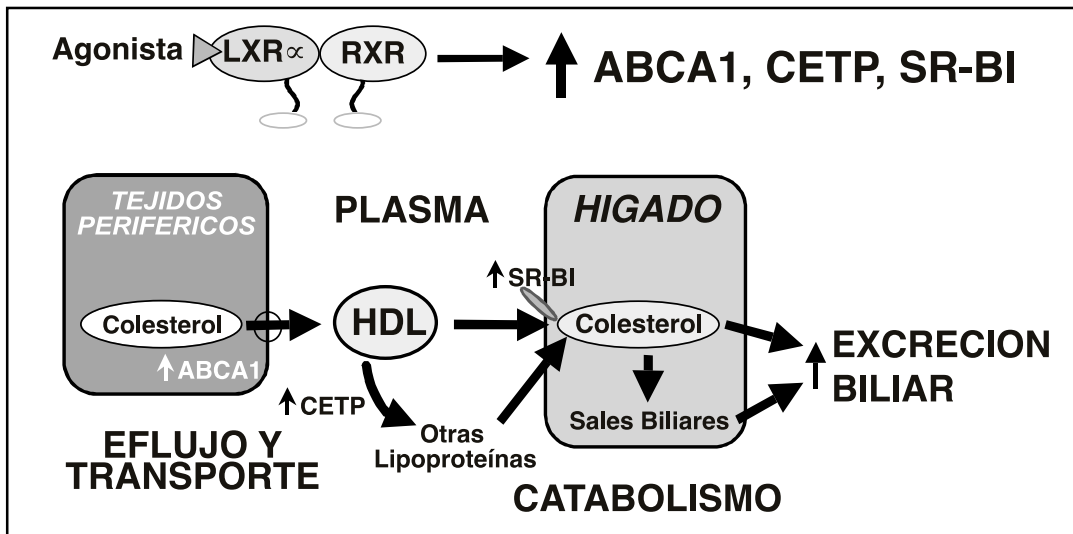 Agonista
LXR∝
RXR
ABCA1, CETP, SR-BI
TEJIDOS
PERIFERICOS
PLASMA
HIGADO
SR-BI
Colesterol
HDL
Colesterol
ABCA1
CETP
EXCRECION
BILIAR
Otras
Lipoproteínas
Sales Biliares
EFLUJO Y
TRANSPORTE
CATABOLISMO